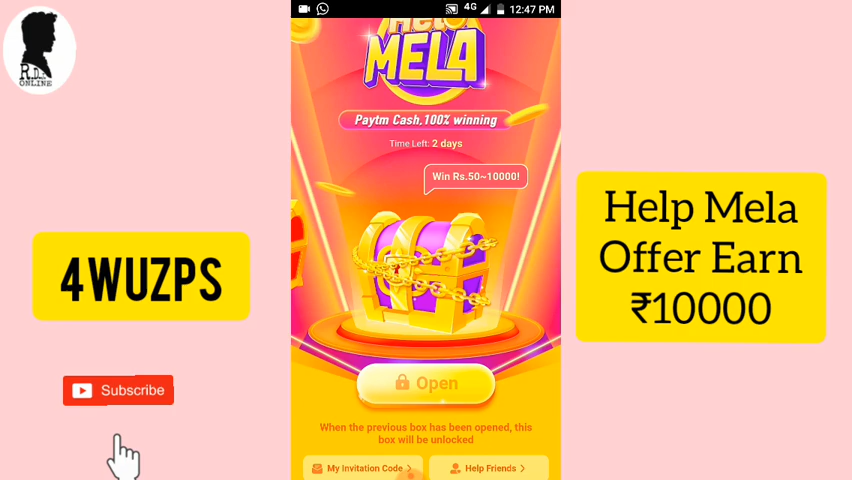 R.D.
ONLINE
4G
12:47 PM
MELA
Paytm Cash,100% winning
Time Left: 2 days
Win Rs.50~10000!
4WUZPS
Help Mela
Offer Earn
₹10000
Subscribe
Open
When the previous box has been opened, this
box will be unlocked
My Invitation Code >
Help Friends >